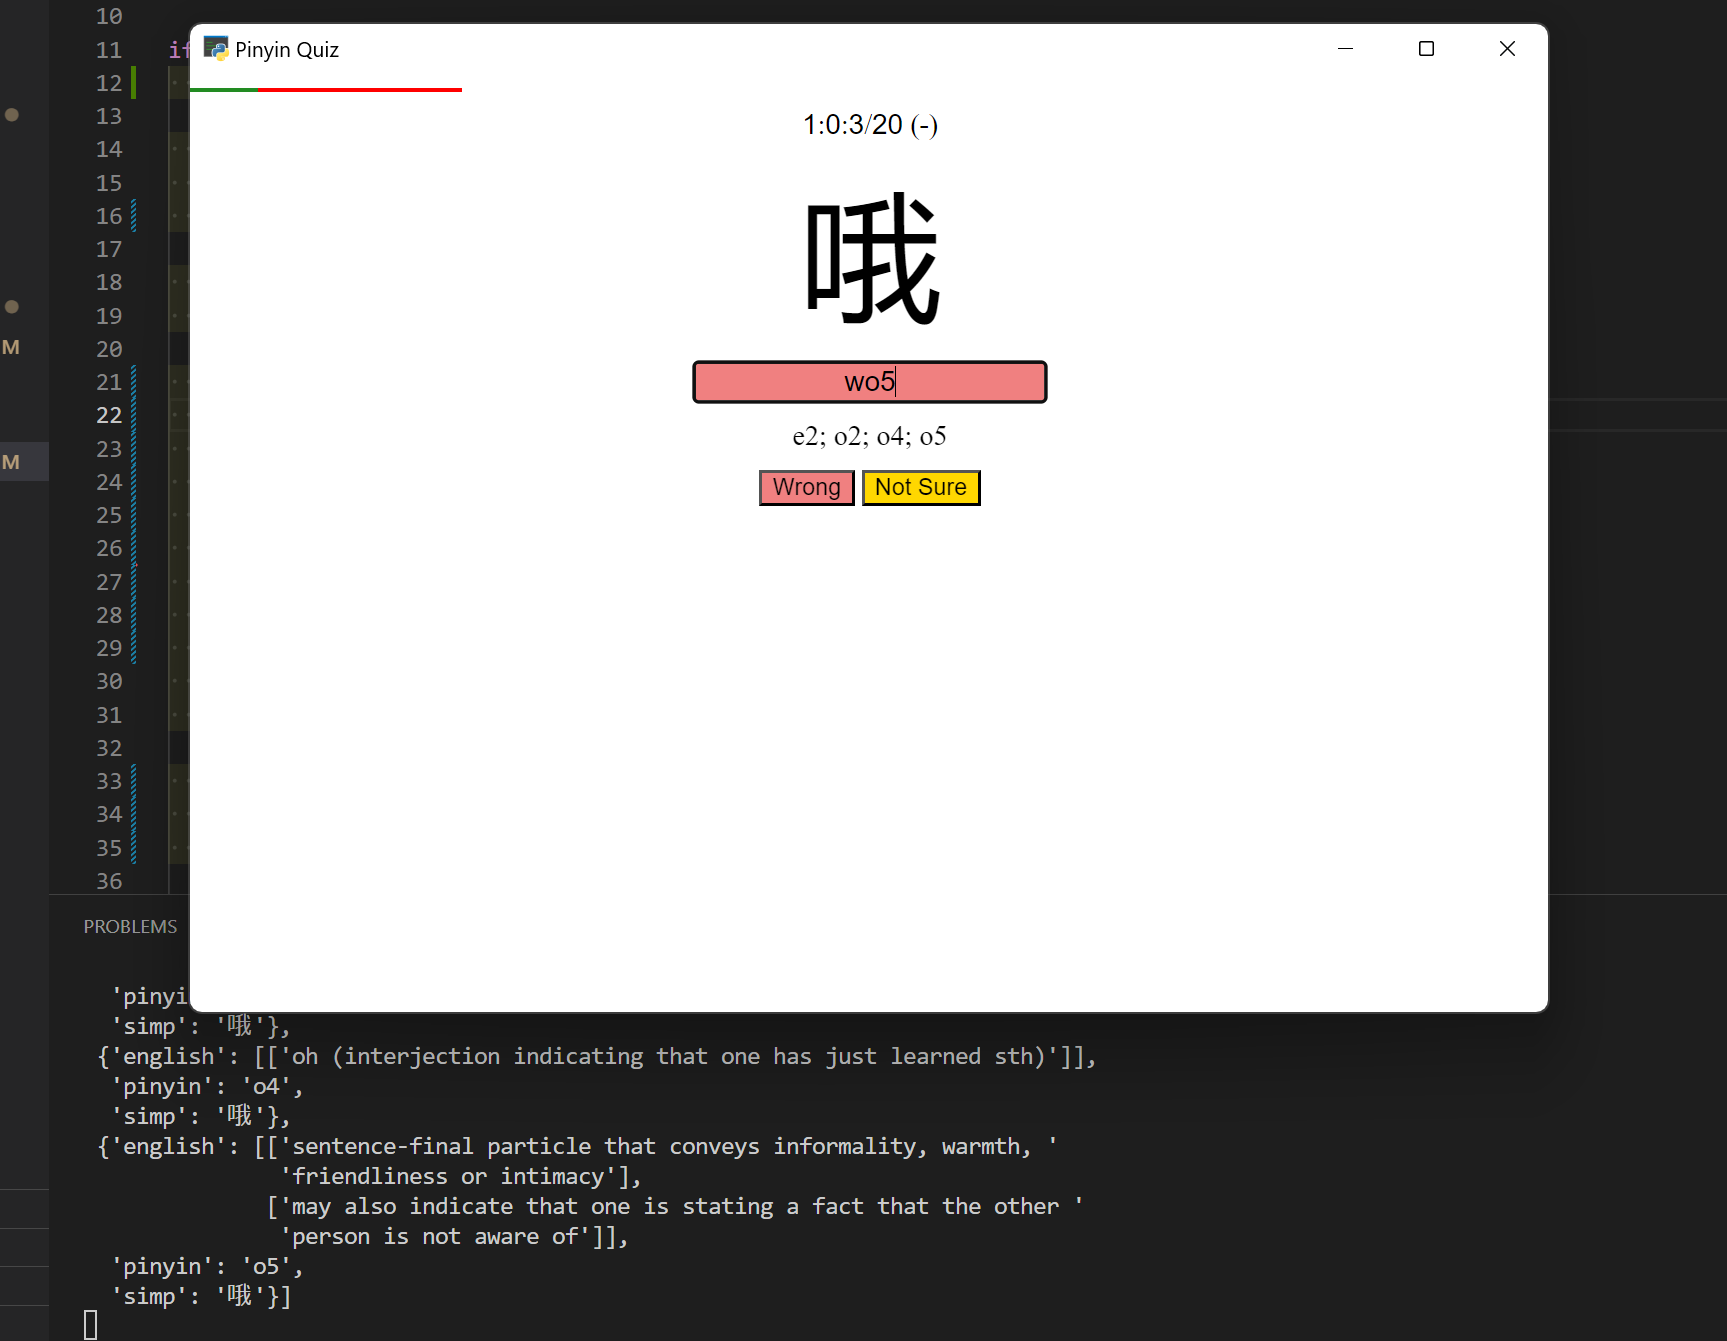 10
11 if
12
13
14
15
16
17
18
19
20
21
22
23
24
25
26
27
28
29
30
31
32
33
34
35
36
M
M
Pinyin Quiz
1:0:3/20 (-)
哦
wo5
e2; o2; o4; o5
Wrong Not Sure
PROBLEMS
'pinyi
'simp': '哦'},
{'english': [['oh (interjection indicating that one has just learned sth)']],
'pinyin': 'o4',
'simp': '哦'},
{'english': [['sentence-final particle that conveys informality, warmth, '
'friendliness or intimacy'],
['may also indicate that one is stating a fact that the other '
'person is not aware of']],
'pinyin': 'o5',
'simp': '哦'}]